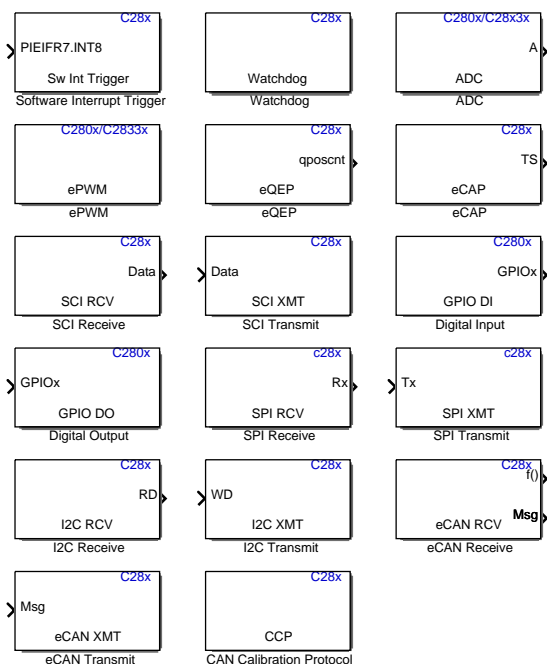 C28x
PIEIFR7.INT8
Sw Int Trigger
Software Interrupt Trigger
C28x
Watchdog
Watchdog
C280x/C28x3x
A
ADC
ADC
C280x/C2833x
ePWM
ePWM
C28x
qposcnt
eQEP
eQEP
C28x
TS
eCAP
eCAP
C28x
Data
SCI RCV
SCI Receive
C28x
Data
SCI XMT
SCI Transmit
C280x
GPIOx
GPIO DI
Digital Input
C280x
GPIOx
GPIO DO
Digital Output
c28x
Rx
SPI RCV
SPI Receive
c28x
Tx
SPI XMT
SPI Transmit
C28x
RD
I2C RCV
I2C Receive
C28x
WD
I2C XMT
I2C Transmit
C28x
f()
Msg
eCAN RCV
eCAN Receive
C28x
Msg
eCAN XMT
eCAN Transmit
C28x
CCP
CAN Calibration Protocol